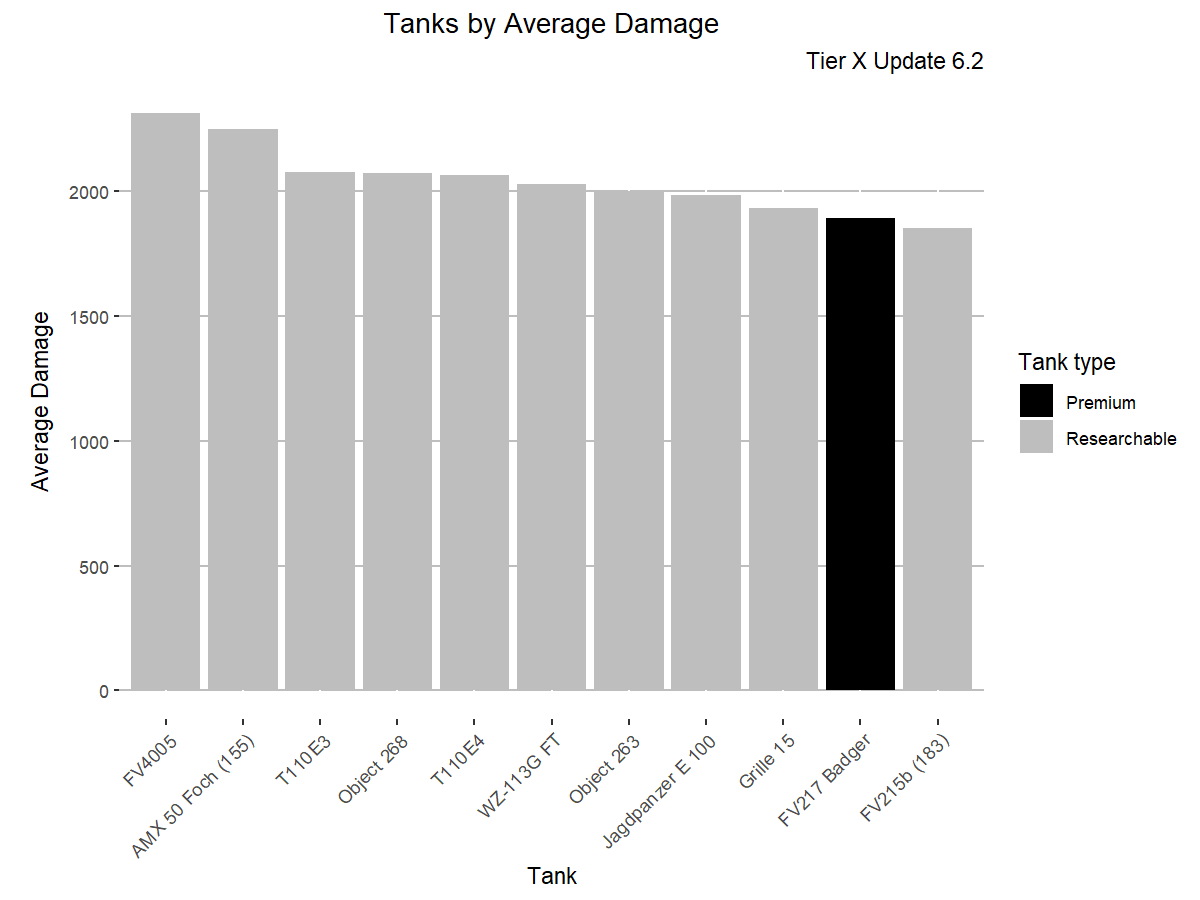 Tanks by Average Damage
Tier X Update 6.2
Average Damage
2000
1500
1000
500
0
FV4005
AMX 50 Foch (155)
T110E3
Object 268
T110E4
WZ-113G FT
Object 263
Jagdpanzer E 100
Grille 15
FV217 Badger
FV215b (183)
Tank
Tank type
Premium
Researchable